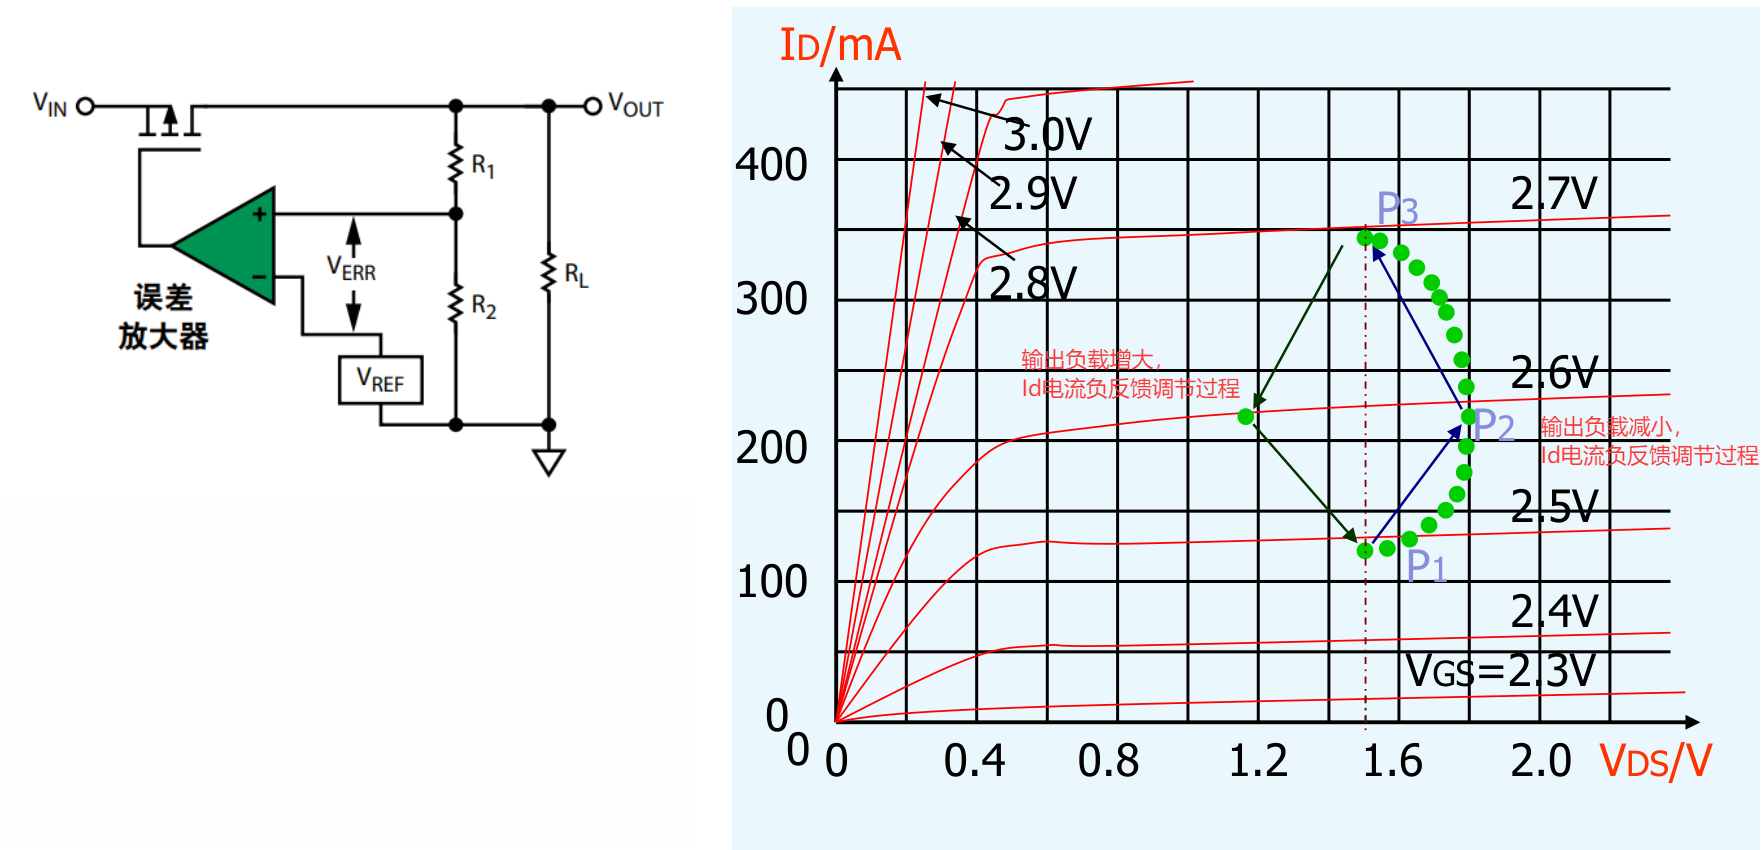 VIN
VOUT
R1
+
VERR
−
RL
R2
误差
放大器
VREF
ID/mA
3.0V
400
2.9V
2.7V
P3
2.8V
300
输出负载增大,
Id电流负反馈调节过程
2.6V
P2
输出负载减小,
Id电流负反馈调节过程
200
2.5V
P1
100
2.4V
VGS=2.3V
0
0
0
0.4
0.8
1.2
1.6
2.0
VDS/V